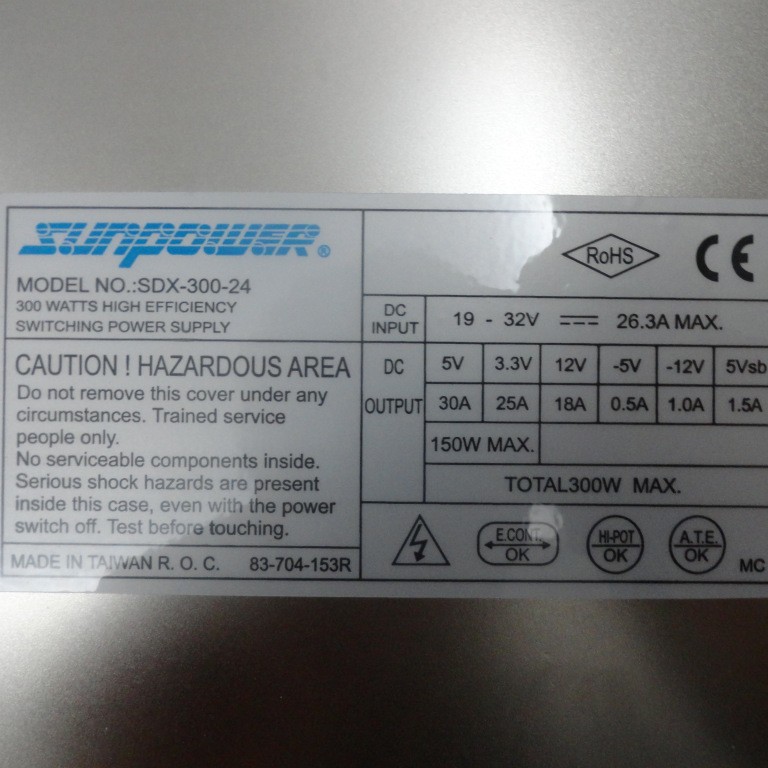 SUNPOWER®
MODEL NO.:SDX-300-24
300 WATTS HIGH EFFICIENCY
SWITCHING POWER SUPPLY
CAUTION ! HAZARDOUS AREA
Do not remove this cover under any
circumstances. Trained service
people only.
No serviceable components inside.
Serious shock hazards are present
inside this case, even with the power
switch off. Test before touching.
MADE IN TAIWAN R. O. C. 83-704-153R
RoHS CE
DC INPUT 19 - 32V 26.3A MAX.
DC OUTPUT
5V 3.3V 12V -5V -12V 5Vsb
30A 25A 18A 0.5A 1.0A 1.5A
150W MAX.
TOTAL300W MAX.
E.CONT. OK
HI-POT OK
A.T.E. OK
MC